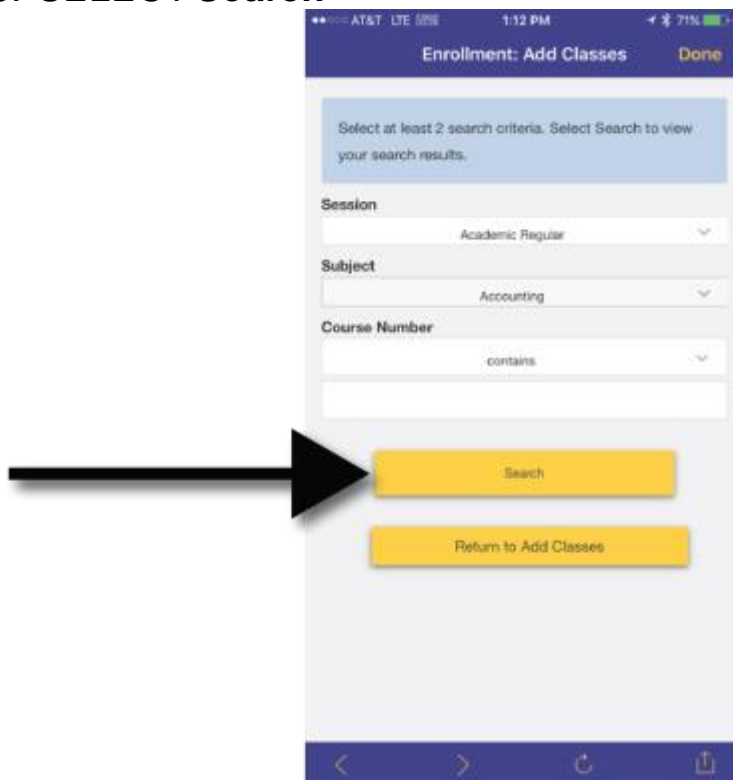 SELECT Search
AT&T LTE 1:12 PM 71%
Enrollment: Add Classes Done
Select at least 2 search criteria. Select Search to view
your search results.
Session
Academic Regular
Subject
Accounting
Course Number
contains
Search
Return to Add Classes